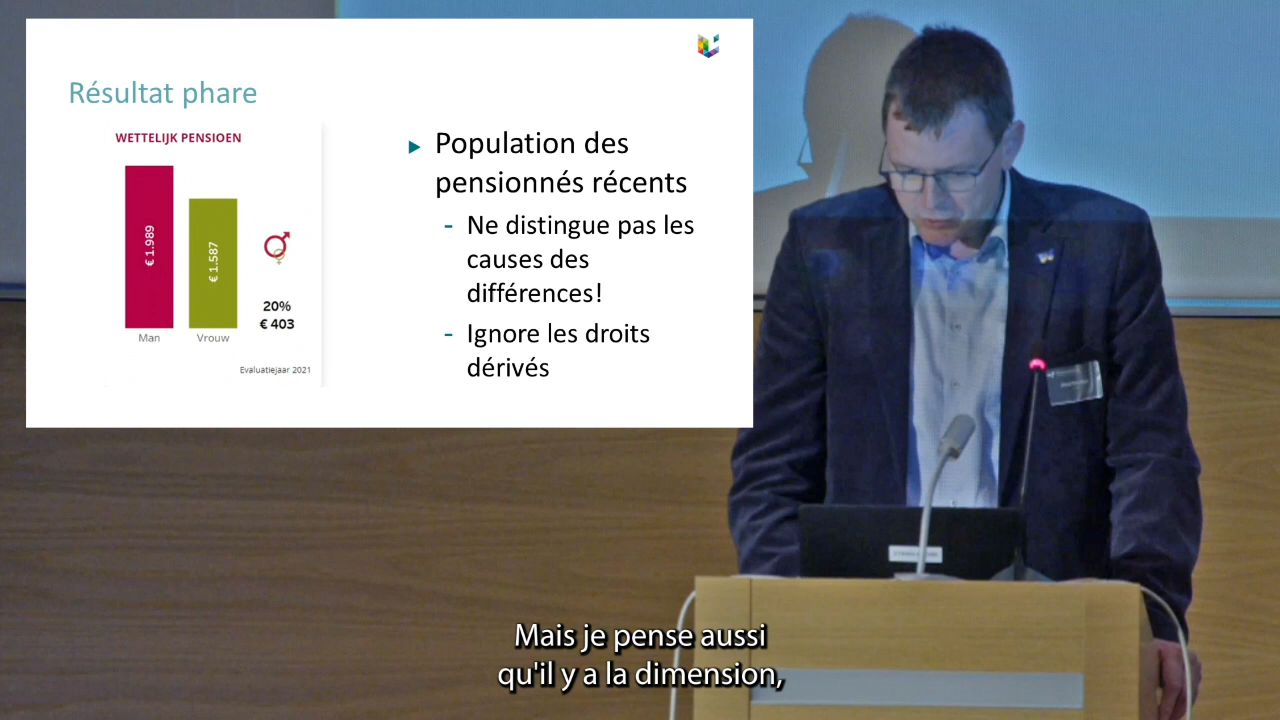 Résultat phare
WETTELIJK PENSIOEN
€ 1.989
€ 1.587
20%
€ 403
Man
Vrouw
Evaluatiejaar 2021
► Population des
pensionnés récents
- Ne distingue pas les
causes des
différences!
- Ignore les droits
dérivés
Mais je pense aussi
qu'il y a la dimension,